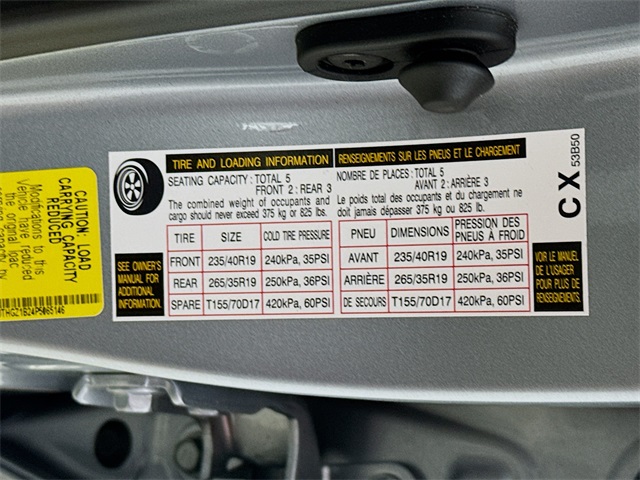 CAUTION: LOAD
CARRYING CAPACITY
REDUCED
Modifications to this
TIRE AND LOADING INFORMATION
SEATING CAPACITY : TOTAL 5
FRONT 2 : REAR 3
The combined weight of occupants and
cargo should never exceed 375 kg or 825 lbs.
SEE OWNER'S
MANUAL FOR
ADDITIONAL
INFORMATION.
TIRE SIZE COLD TIRE PRESSURE
FRONT 235/40R19 240kPa, 35PSI
REAR 265/35R19 250kPa, 36PSI
SPARE T155/70D17 420kPa, 60PSI
RENSEIGNEMENTS SUR LES PNEUS ET LE CHARGEMENT
NOMBRE DE PLACES : TOTAL 5
AVANT 2 : ARRIÈRE 3
Le poids total des occupants et du chargement ne
doit jamais dépasser 375 kg ou 825 lb.
PNEU DIMENSIONS PRESSION DES
PNEUS À FROID
AVANT 235/40R19 240kPa, 35PSI
ARRIÈRE 265/35R19 250kPa, 36PSI
DE SECOURS T155/70D17 420kPa, 60PSI
VOIR LE MANUEL
DE L'USAGER
POUR PLUS DE
RENSEIGNEMENTS.
CX 53B50